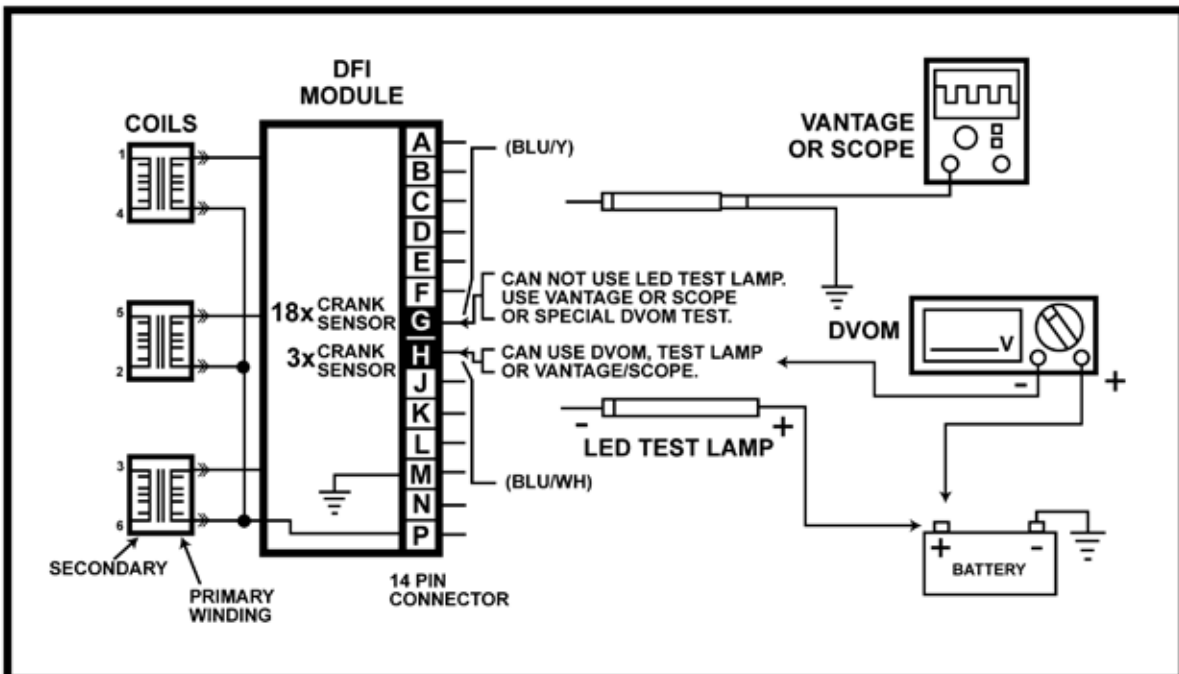 DFI
MODULE
COILS
1
4
5
2
3
6
SECONDARY
PRIMARY
WINDING
18x CRANK
SENSOR
3x CRANK
SENSOR
A
B
C
D
E
F
G
H
J
K
L
M
N
P
14 PIN
CONNECTOR
(BLU/Y)
CAN NOT USE LED TEST LAMP.
USE VANTAGE OR SCOPE
OR SPECIAL DVOM TEST.
CAN USE DVOM, TEST LAMP
OR VANTAGE/SCOPE.
(BLU/WH)
VANTAGE
OR SCOPE
DVOM
V
- +
- +
LED TEST LAMP
+ -
BATTERY